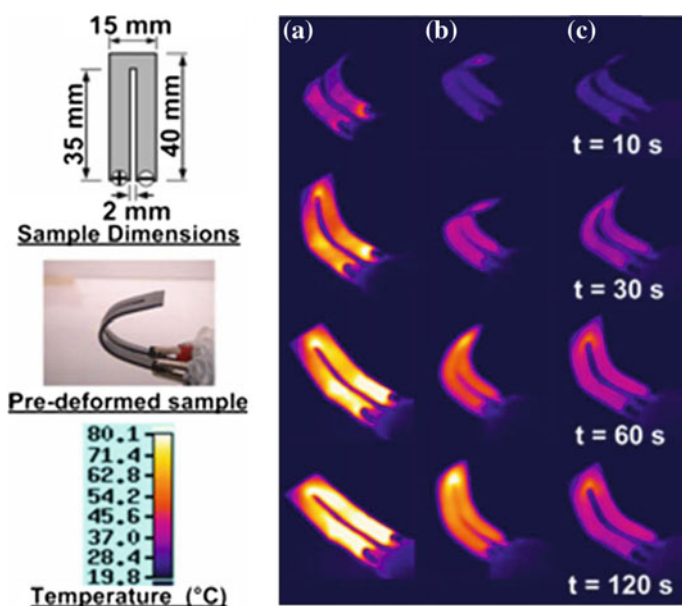 15 mm
35 mm
40 mm
+
−
2 mm
Sample Dimensions
Pre-deformed sample
80.1
71.4
62.8
54.2
45.6
37.0
28.4
19.8
Temperature (°C)
(a) (b) (c)
t = 10 s
t = 30 s
t = 60 s
t = 120 s